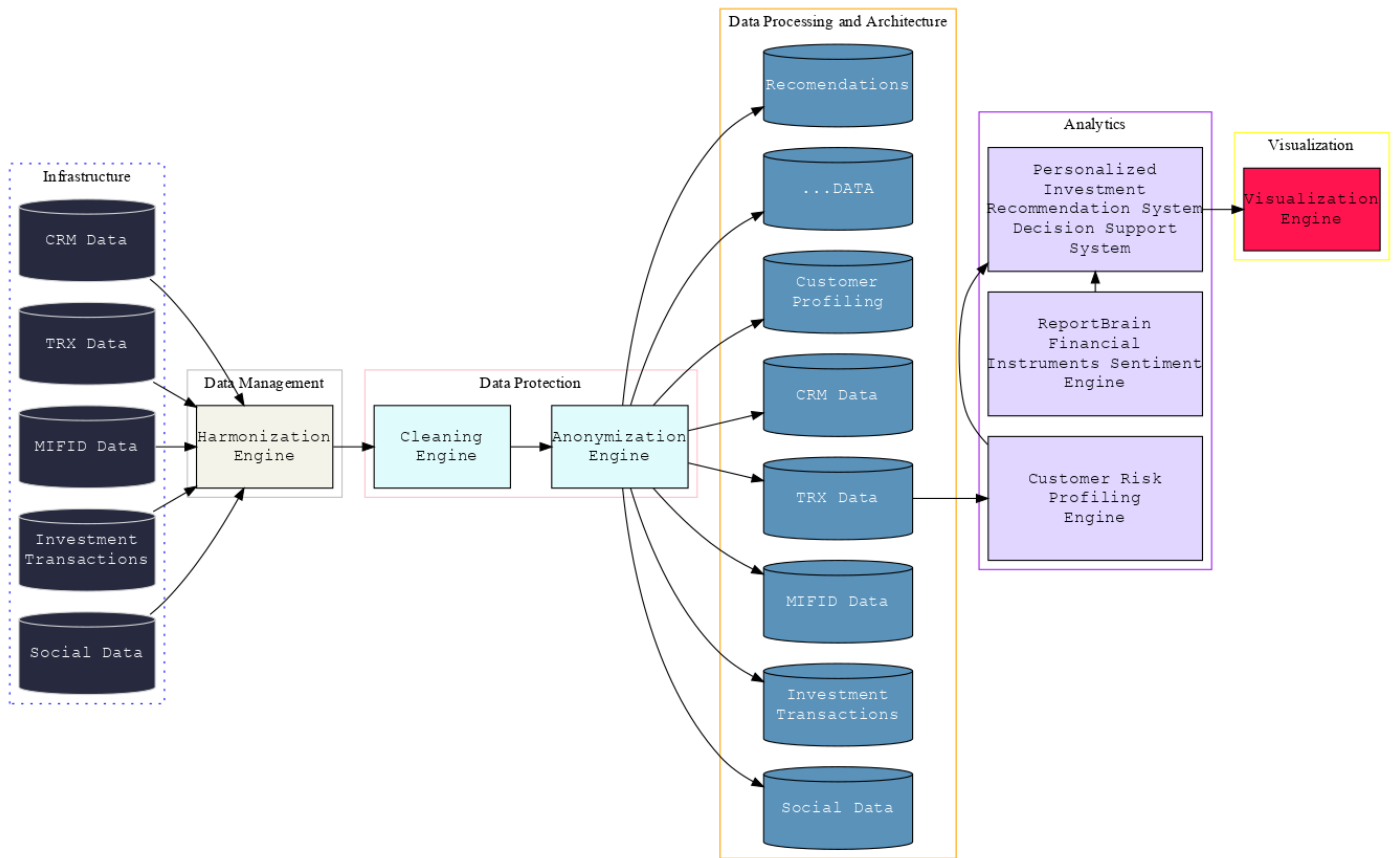 Infrastructure
CRM Data
TRX Data
MIFID Data
Investment
Transactions
Social Data
Data Management
Harmonization
Engine
Data Protection
Cleaning
Engine
Anonymization
Engine
Data Processing and Architecture
Recomendations
...DATA
Customer
Profiling
CRM Data
TRX Data
MIFID Data
Investment
Transactions
Social Data
Analytics
Personalized
Investment
Recommendation System
Decision Support
System
ReportBrain
Financial
Instruments Sentiment
Engine
Customer Risk
Profiling
Engine
Visualization
Visualization
Engine